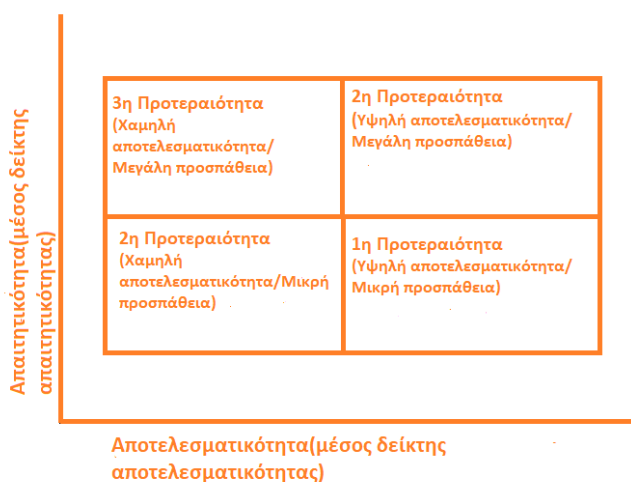 Απαιτητικότητα(μέσος δείκτης
απαιτητικότητας)
3η Προτεραιότητα
(Χαμηλή
αποτελεσματικότητα/
Μεγάλη προσπάθεια)
2η Προτεραιότητα
(Υψηλή αποτελεσματικότητα/
Μεγάλη προσπάθεια)
2η Προτεραιότητα
(Χαμηλή
αποτελεσματικότητα/Μικρή
προσπάθεια)
1η Προτεραιότητα
(Υψηλή αποτελεσματικότητα/
Μικρή προσπάθεια)
Αποτελεσματικότητα(μέσος δείκτης
αποτελεσματικότητας)